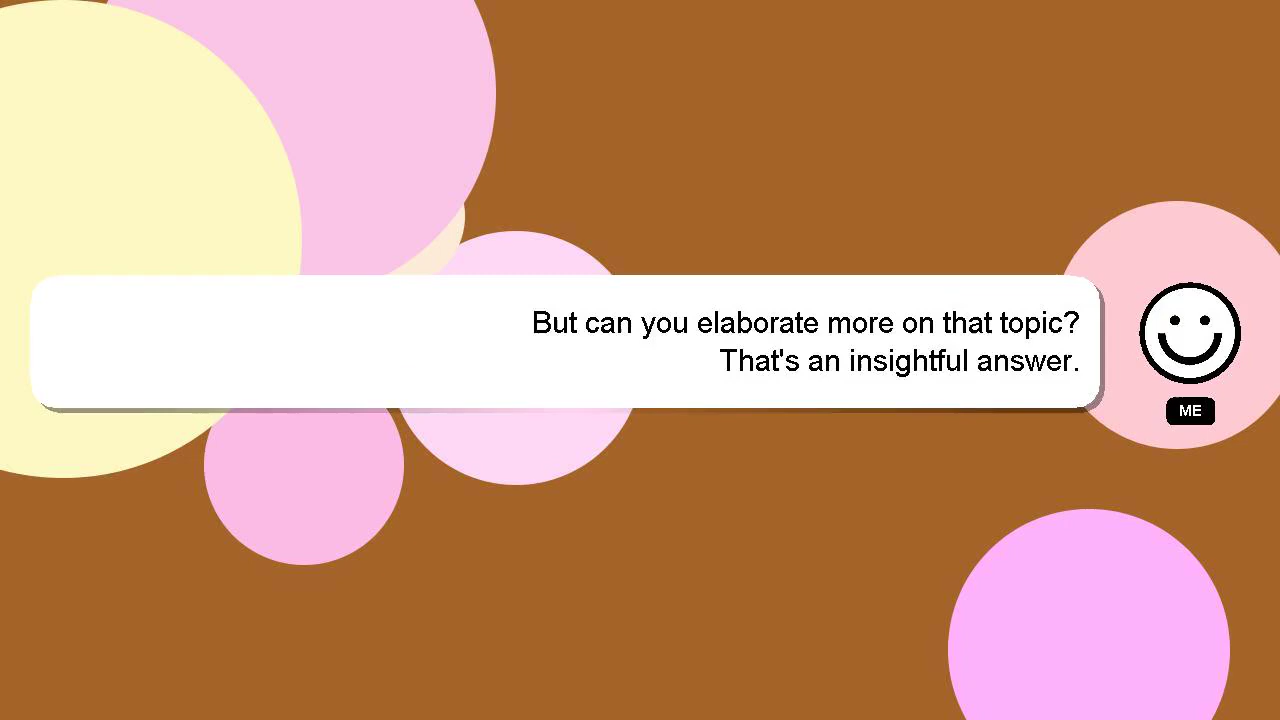 But can you elaborate more on that topic?
That's an insightful answer.
ME